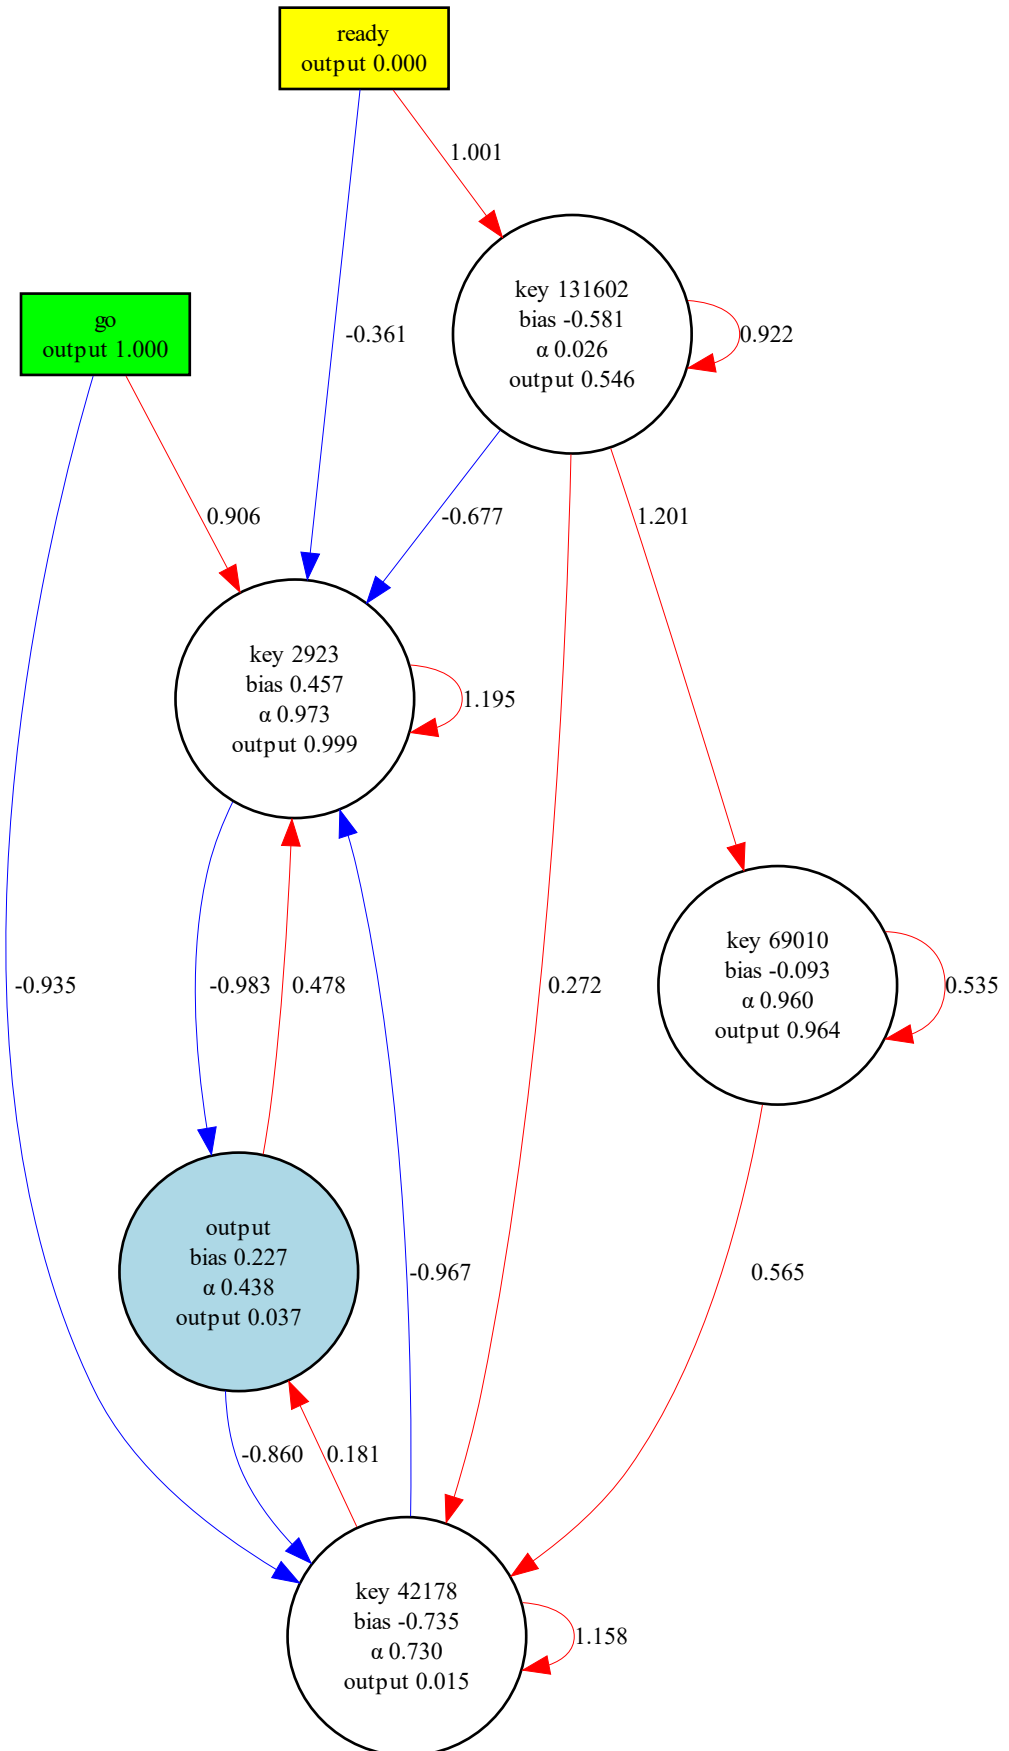 ready
output 0.000
1.001
key 131602
bias -0.581
α 0.026
output 0.546
0.922
go
output 1.000
-0.361
0.906
-0.677
1.201
key 2923
bias 0.457
α 0.973
output 0.999
1.195
key 69010
bias -0.093
α 0.960
output 0.964
0.535
-0.935
-0.983
0.478
0.272
output
bias 0.227
α 0.438
output 0.037
-0.967
0.565
-0.860
0.181
key 42178
bias -0.735
α 0.730
output 0.015
1.158